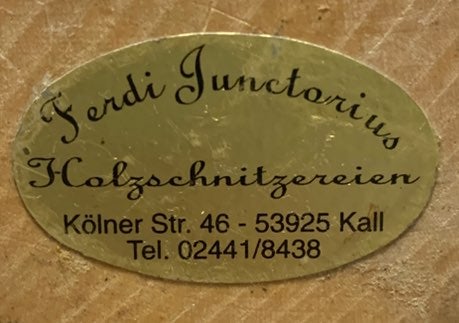 Ferdi Junctorius
Holzschnitzereien
Kölner Str. 46 - 53925 Kall
Tel. 02441/8438